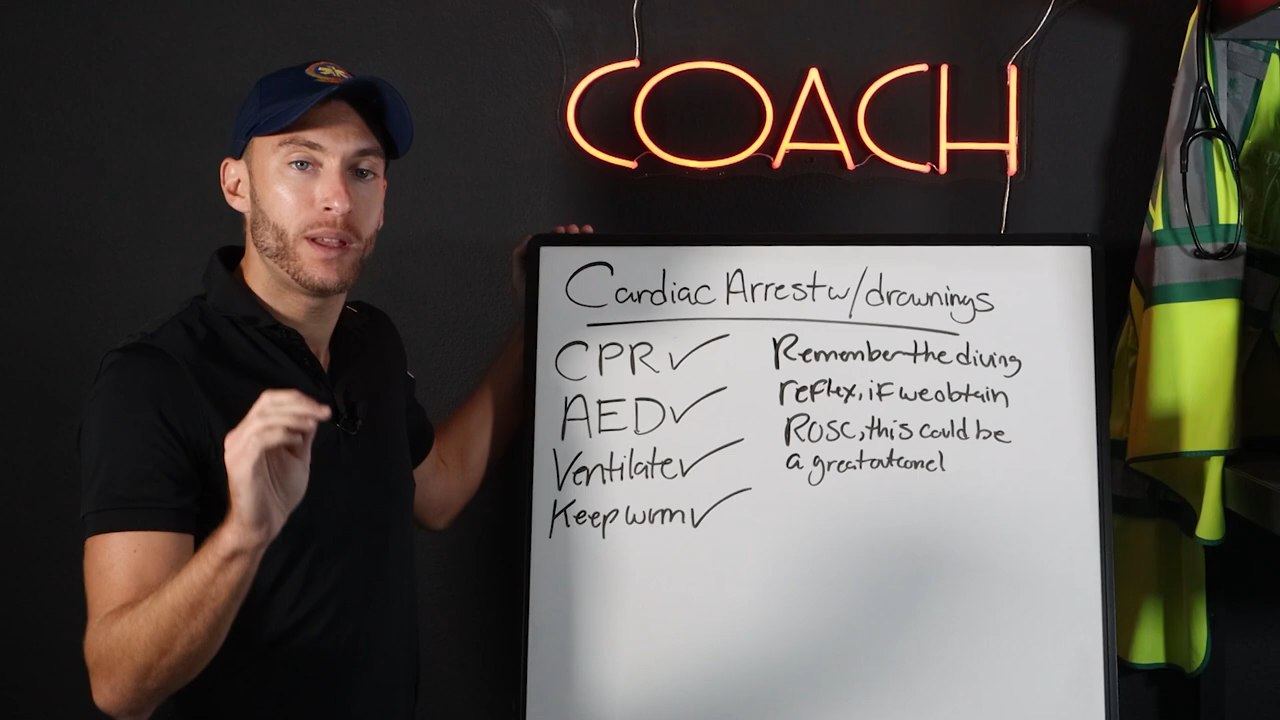 COACH
Cardiac Arrest w/ drownings
CPR ✓
AED ✓
Ventilate ✓
Keep wrm ✓
Remember the diving
reflex, if we obtain
ROSC, this could be
a great outcome!